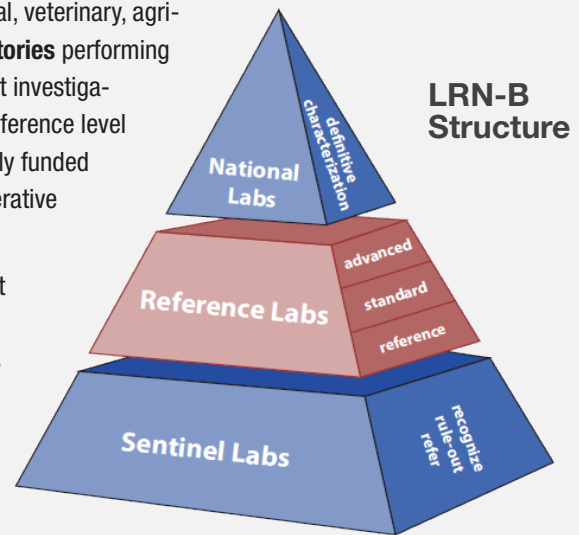 al, veterinary, agri-
tories performing
t investiga-
ference level
ly funded
erative
t
LRN-B
Structure
National
Labs
definitive
characterization
Reference Labs
advanced
standard
reference
Sentinel Labs
recognize
rule-out
refer